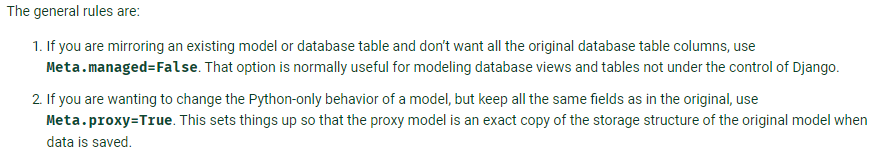 The general rules are:
1. If you are mirroring an existing model or database table and don't want all the original database table columns, use
Meta.managed=False. That option is normally useful for modeling database views and tables not under the control of Django.
2. If you are wanting to change the Python-only behavior of a model, but keep all the same fields as in the original, use
Meta.proxy=True. This sets things up so that the proxy model is an exact copy of the storage structure of the original model when
data is saved.